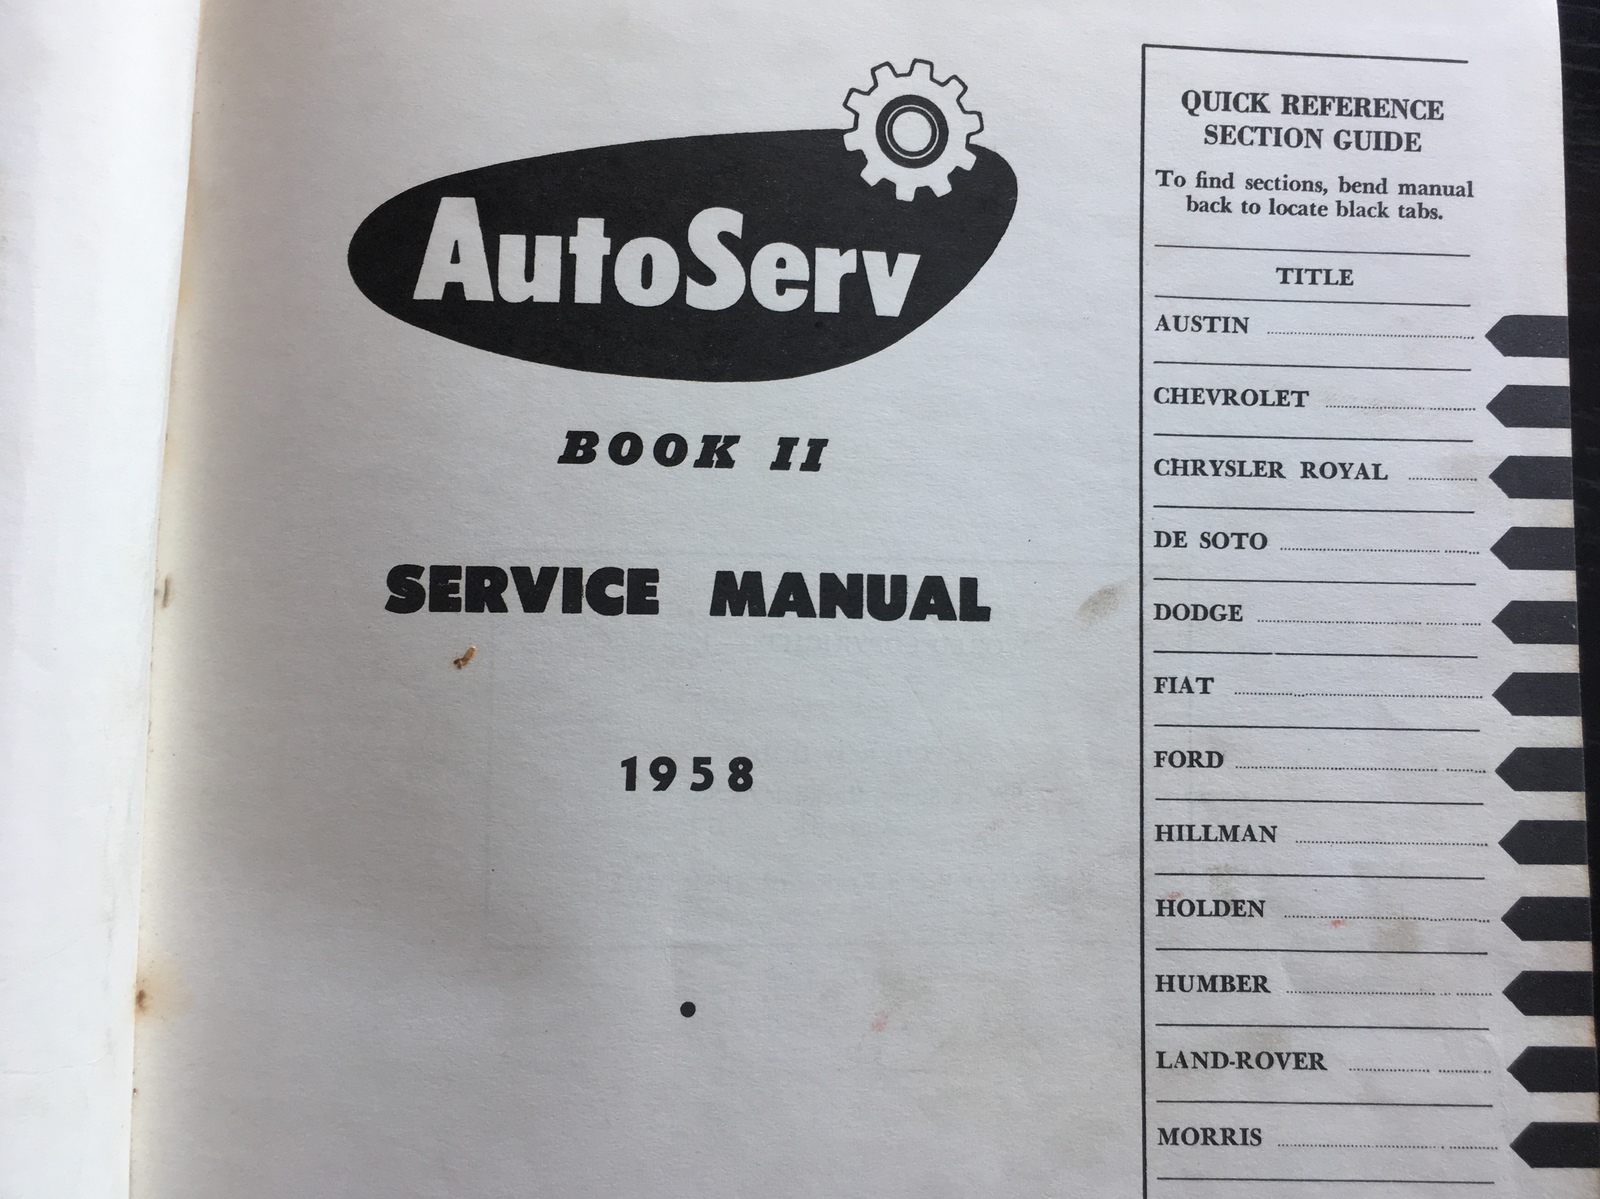 AutoServ
BOOK II
SERVICE MANUAL
1958
QUICK REFERENCE
SECTION GUIDE
To find sections, bend manual
back to locate black tabs.
TITLE
AUSTIN
CHEVROLET
CHRYSLER ROYAL
DE SOTO
DODGE
FIAT
FORD
HILLMAN
HOLDEN
HUMBER
LAND-ROVER
MORRIS